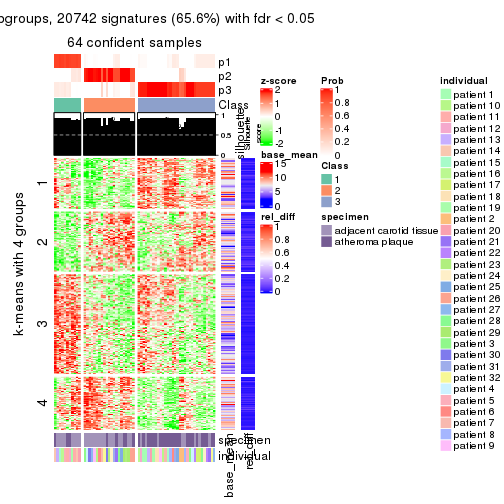 ogroups, 20742 signatures (65.6%) with fdr < 0.05
64 confident samples
p1
p2
p3
Class
1
0.5
0
silhouette
Silhouette
score
k-means with 4 groups
1
2
3
4
specimen
individual
base_mean
rel_diff
z-score
2
1
0
-1
-2
base_mean
15
10
5
0
rel_diff
1
0.8
0.6
0.4
0.2
0
Prob
1
0.8
0.6
0.4
0.2
0
Class
1
2
3
specimen
adjacent carotid tissue
atheroma plaque
individual
patient 1
patient 10
patient 11
patient 12
patient 13
patient 14
patient 15
patient 16
patient 17
patient 18
patient 19
patient 2
patient 20
patient 21
patient 22
patient 23
patient 24
patient 25
patient 26
patient 27
patient 28
patient 29
patient 3
patient 30
patient 31
patient 32
patient 4
patient 5
patient 6
patient 7
patient 8
patient 9